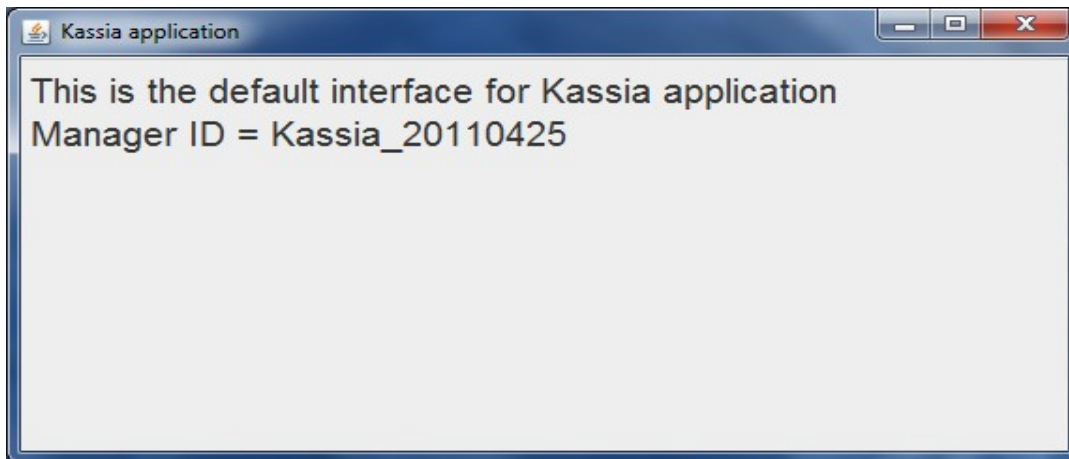 Kassia application
This is the default interface for Kassia application
Manager ID = Kassia_20110425